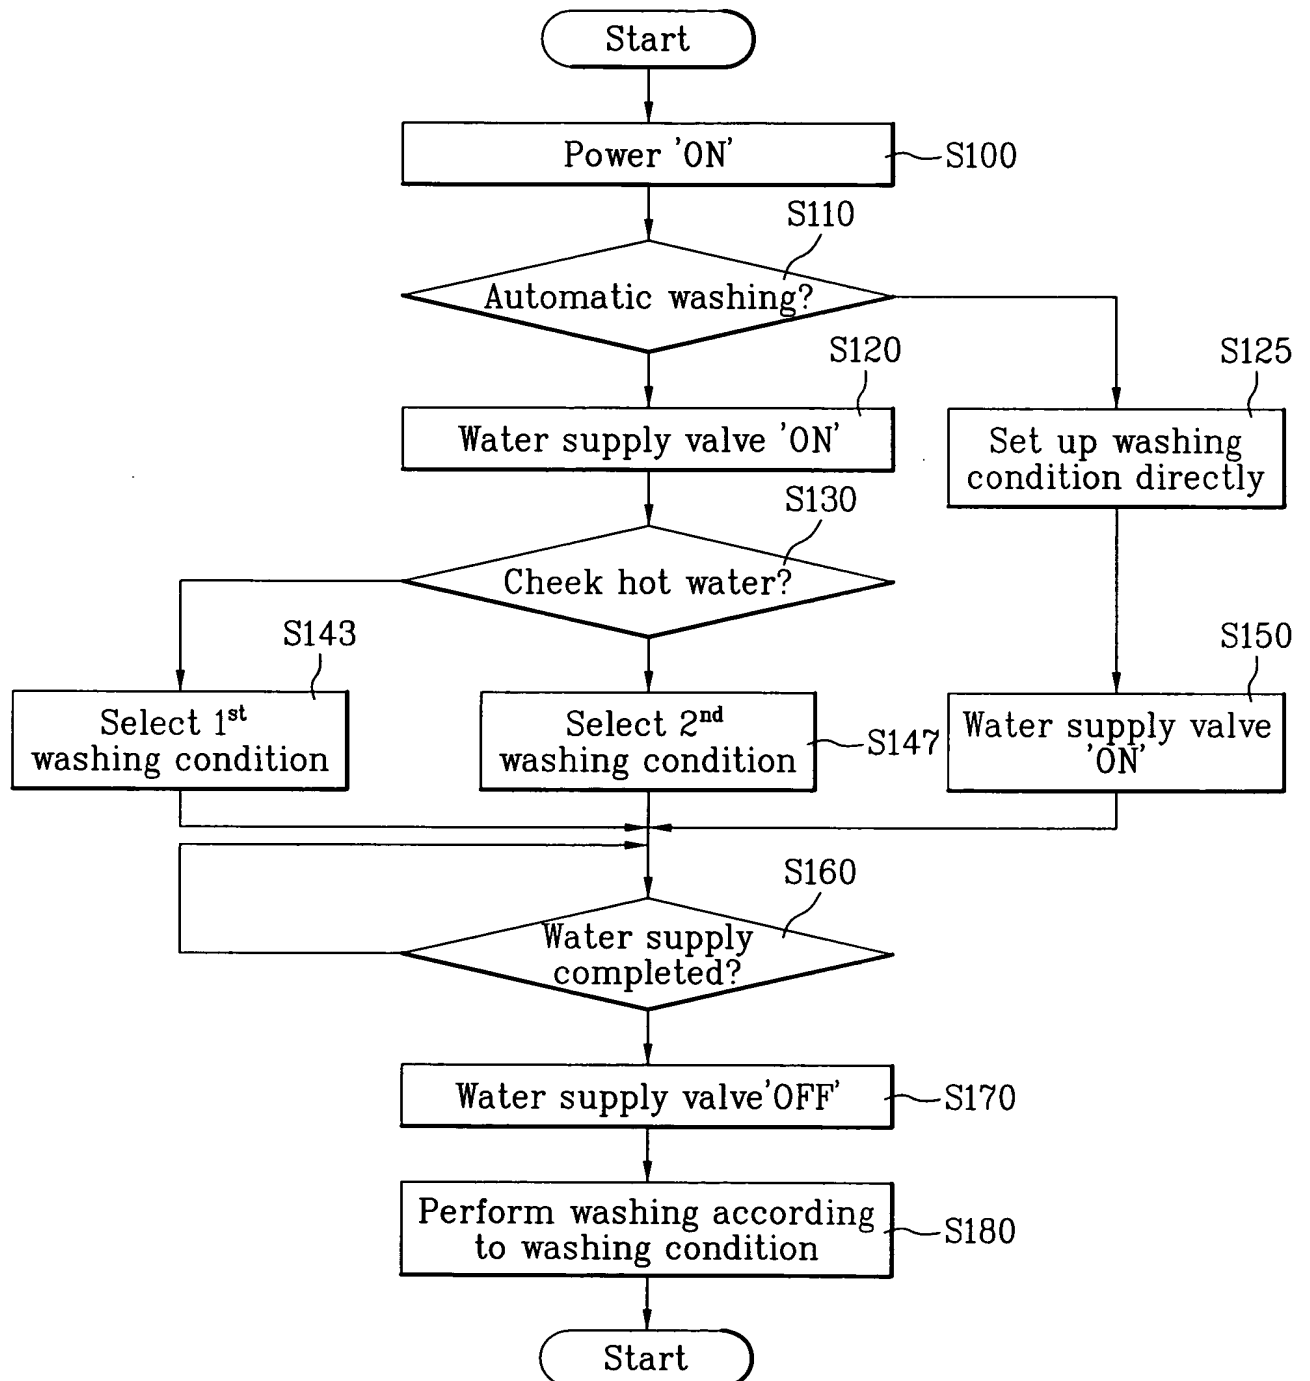 Start
Power 'ON'
S100
S110
Automatic washing?
S120
Water supply valve 'ON'
S125
Set up washing
condition directly
S130
Cheek hot water?
S143
Select 1st
washing condition
Select 2nd
washing condition
S147
S150
Water supply valve
'ON'
S160
Water supply
completed?
Water supply valve'OFF'
S170
Perform washing according
to washing condition
S180
Start